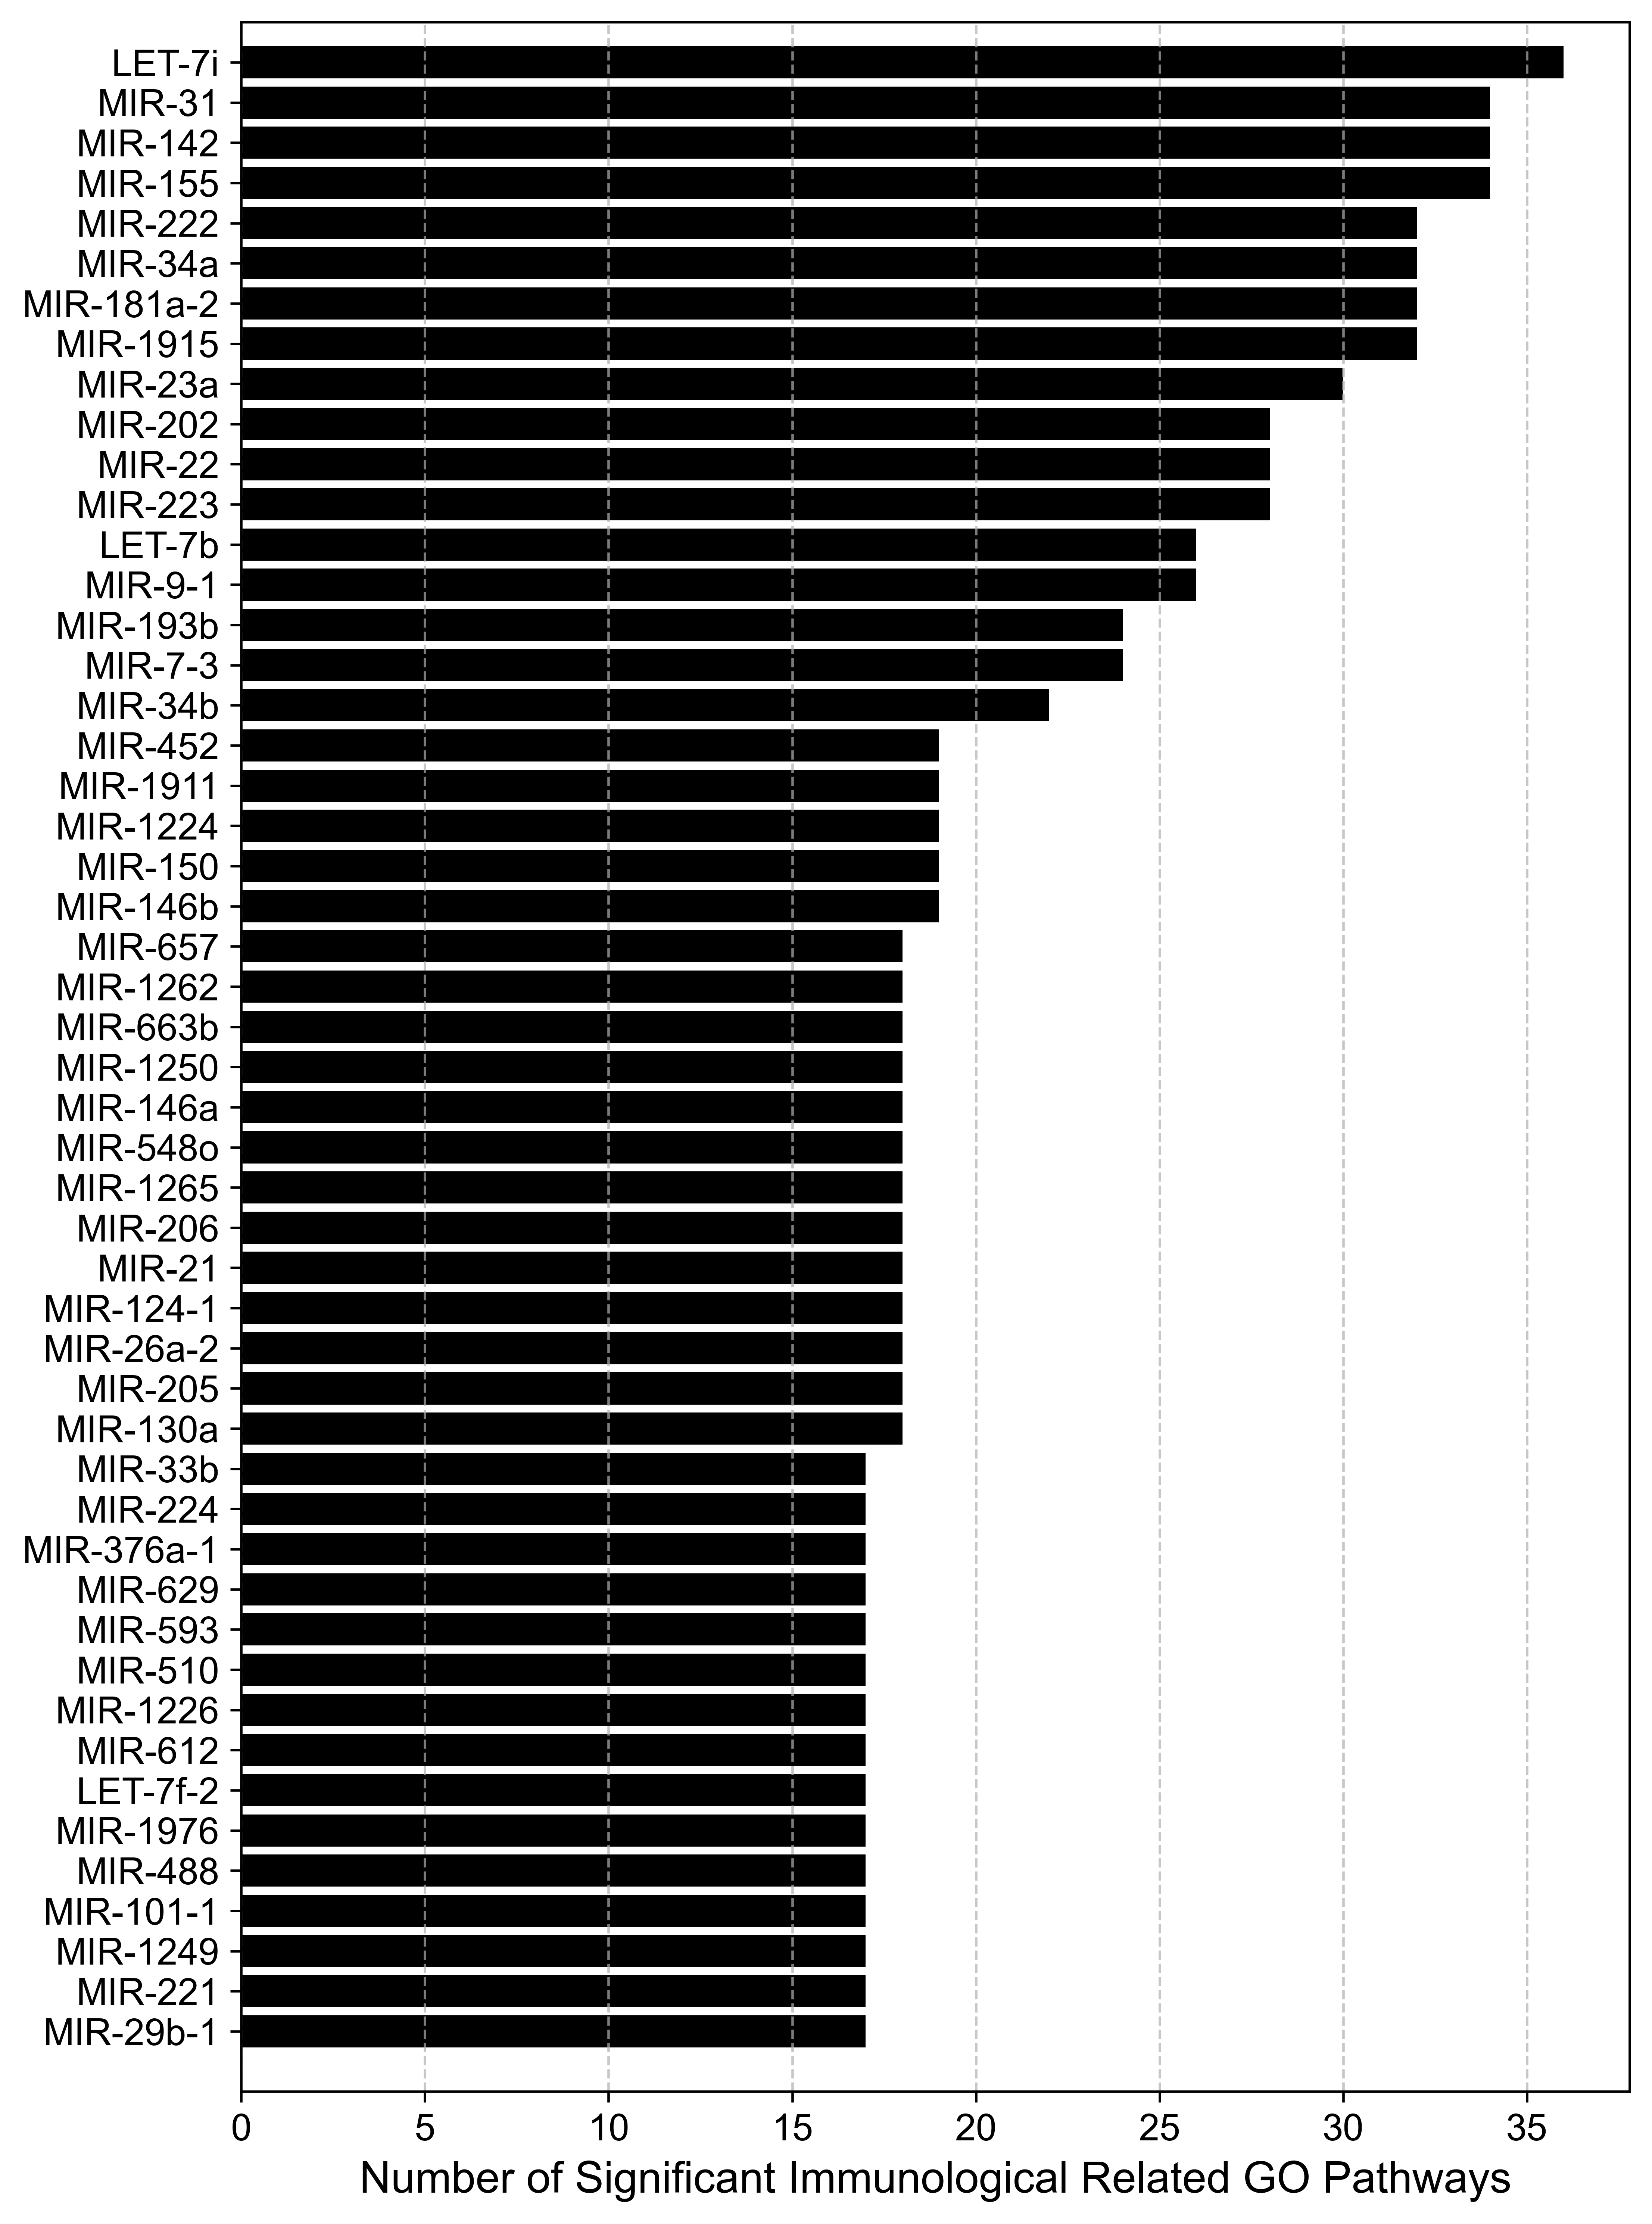 LET-7i
MIR-31
MIR-142
MIR-155
MIR-222
MIR-34a
MIR-181a-2
MIR-1915
MIR-23a
MIR-202
MIR-22
MIR-223
LET-7b
MIR-9-1
MIR-193b
MIR-7-3
MIR-34b
MIR-452
MIR-1911
MIR-1224
MIR-150
MIR-146b
MIR-657
MIR-1262
MIR-663b
MIR-1250
MIR-146a
MIR-548o
MIR-1265
MIR-206
MIR-21
MIR-124-1
MIR-26a-2
MIR-205
MIR-130a
MIR-33b
MIR-224
MIR-376a-1
MIR-629
MIR-593
MIR-510
MIR-1226
MIR-612
LET-7f-2
MIR-1976
MIR-488
MIR-101-1
MIR-1249
MIR-221
MIR-29b-1
0 5 10 15 20 25 30 35
Number of Significant Immunological Related GO Pathways